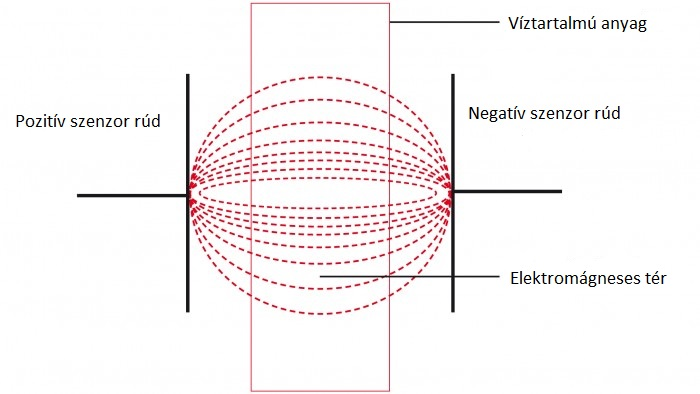 Víztartalmú anyag
Pozitív szenzor rúd
Negatív szenzor rúd
Elektromágneses tér